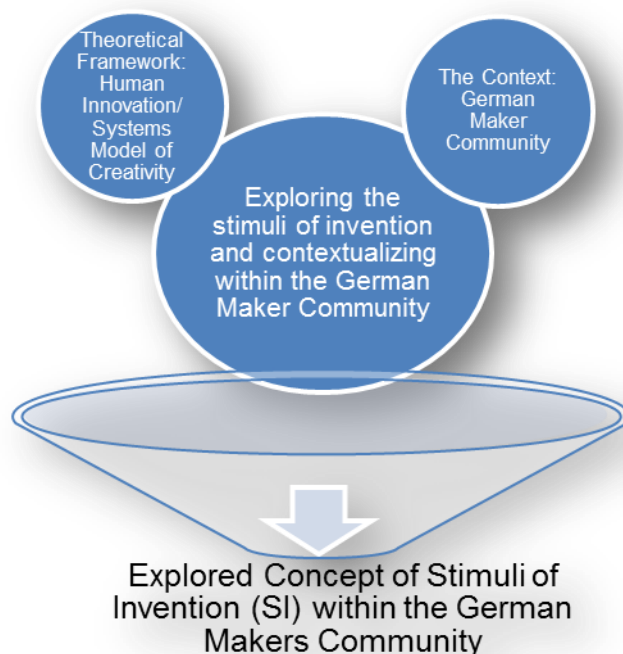 Theoretical
Framework:
Human
Innovation/
Systems
Model of
Creativity
The Context:
German
Maker
Community
Exploring the
stimuli of invention
and contextualizing
within the German
Maker Community
Explored Concept of Stimuli of
Invention (SI) within the German
Makers Community